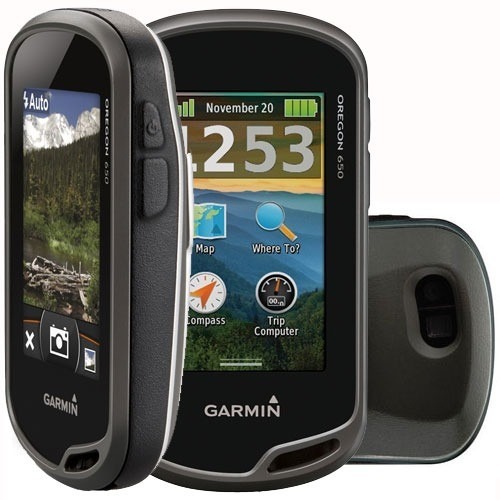 Auto
OREGON 650
GARMIN
November 20
1253
Map
Where To?
Compass
Trip
Computer
OREGON 650
GARMIN